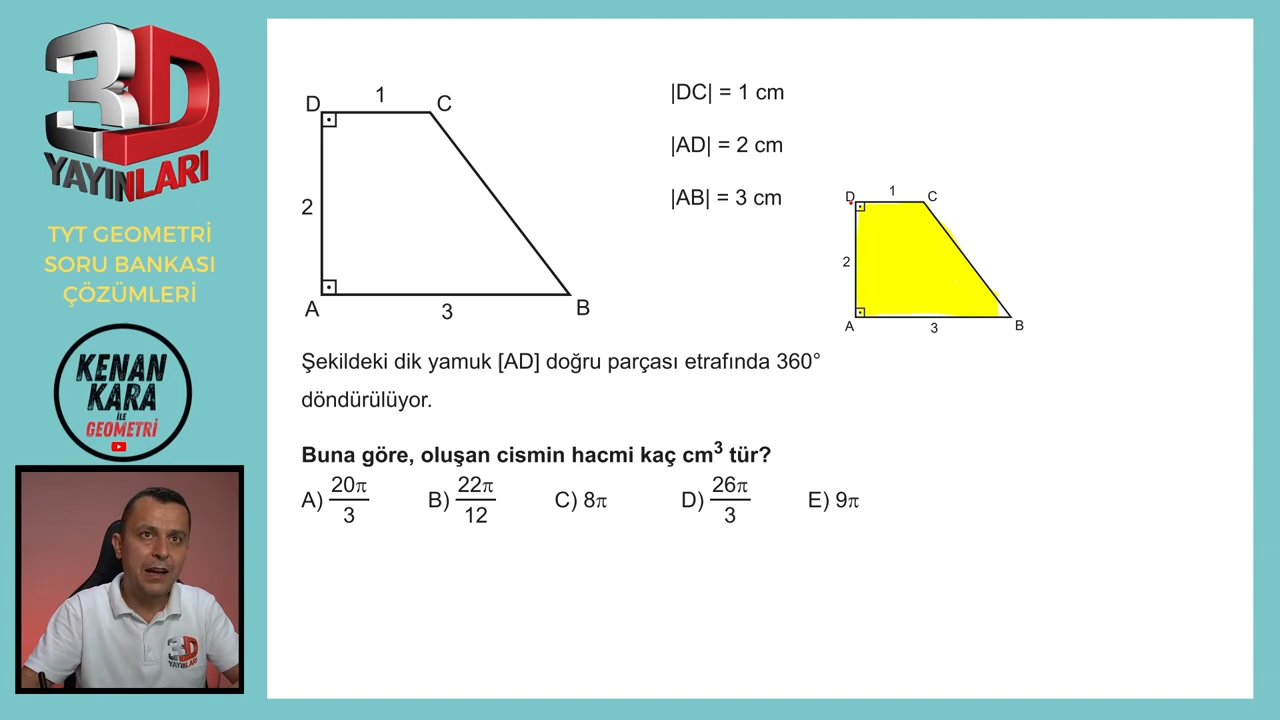 3D
YAYINLARI
TYT GEOMETRİ
SORU BANKASI
ÇÖZÜMLERİ
KENAN
KARA
İLE
GEOMETRİ
3D
YAYINLARI
D 1 C
2
A 3 B
|DC| = 1 cm
|AD| = 2 cm
|AB| = 3 cm
D 1 C
2
A 3 B
Şekildeki dik yamuk [AD] doğru parçası etrafında 360°
döndürülüyor.
Buna göre, oluşan cismin hacmi kaç cm³ tür?
A) 20π/3 B) 22π/12 C) 8π D) 26π/3 E) 9π